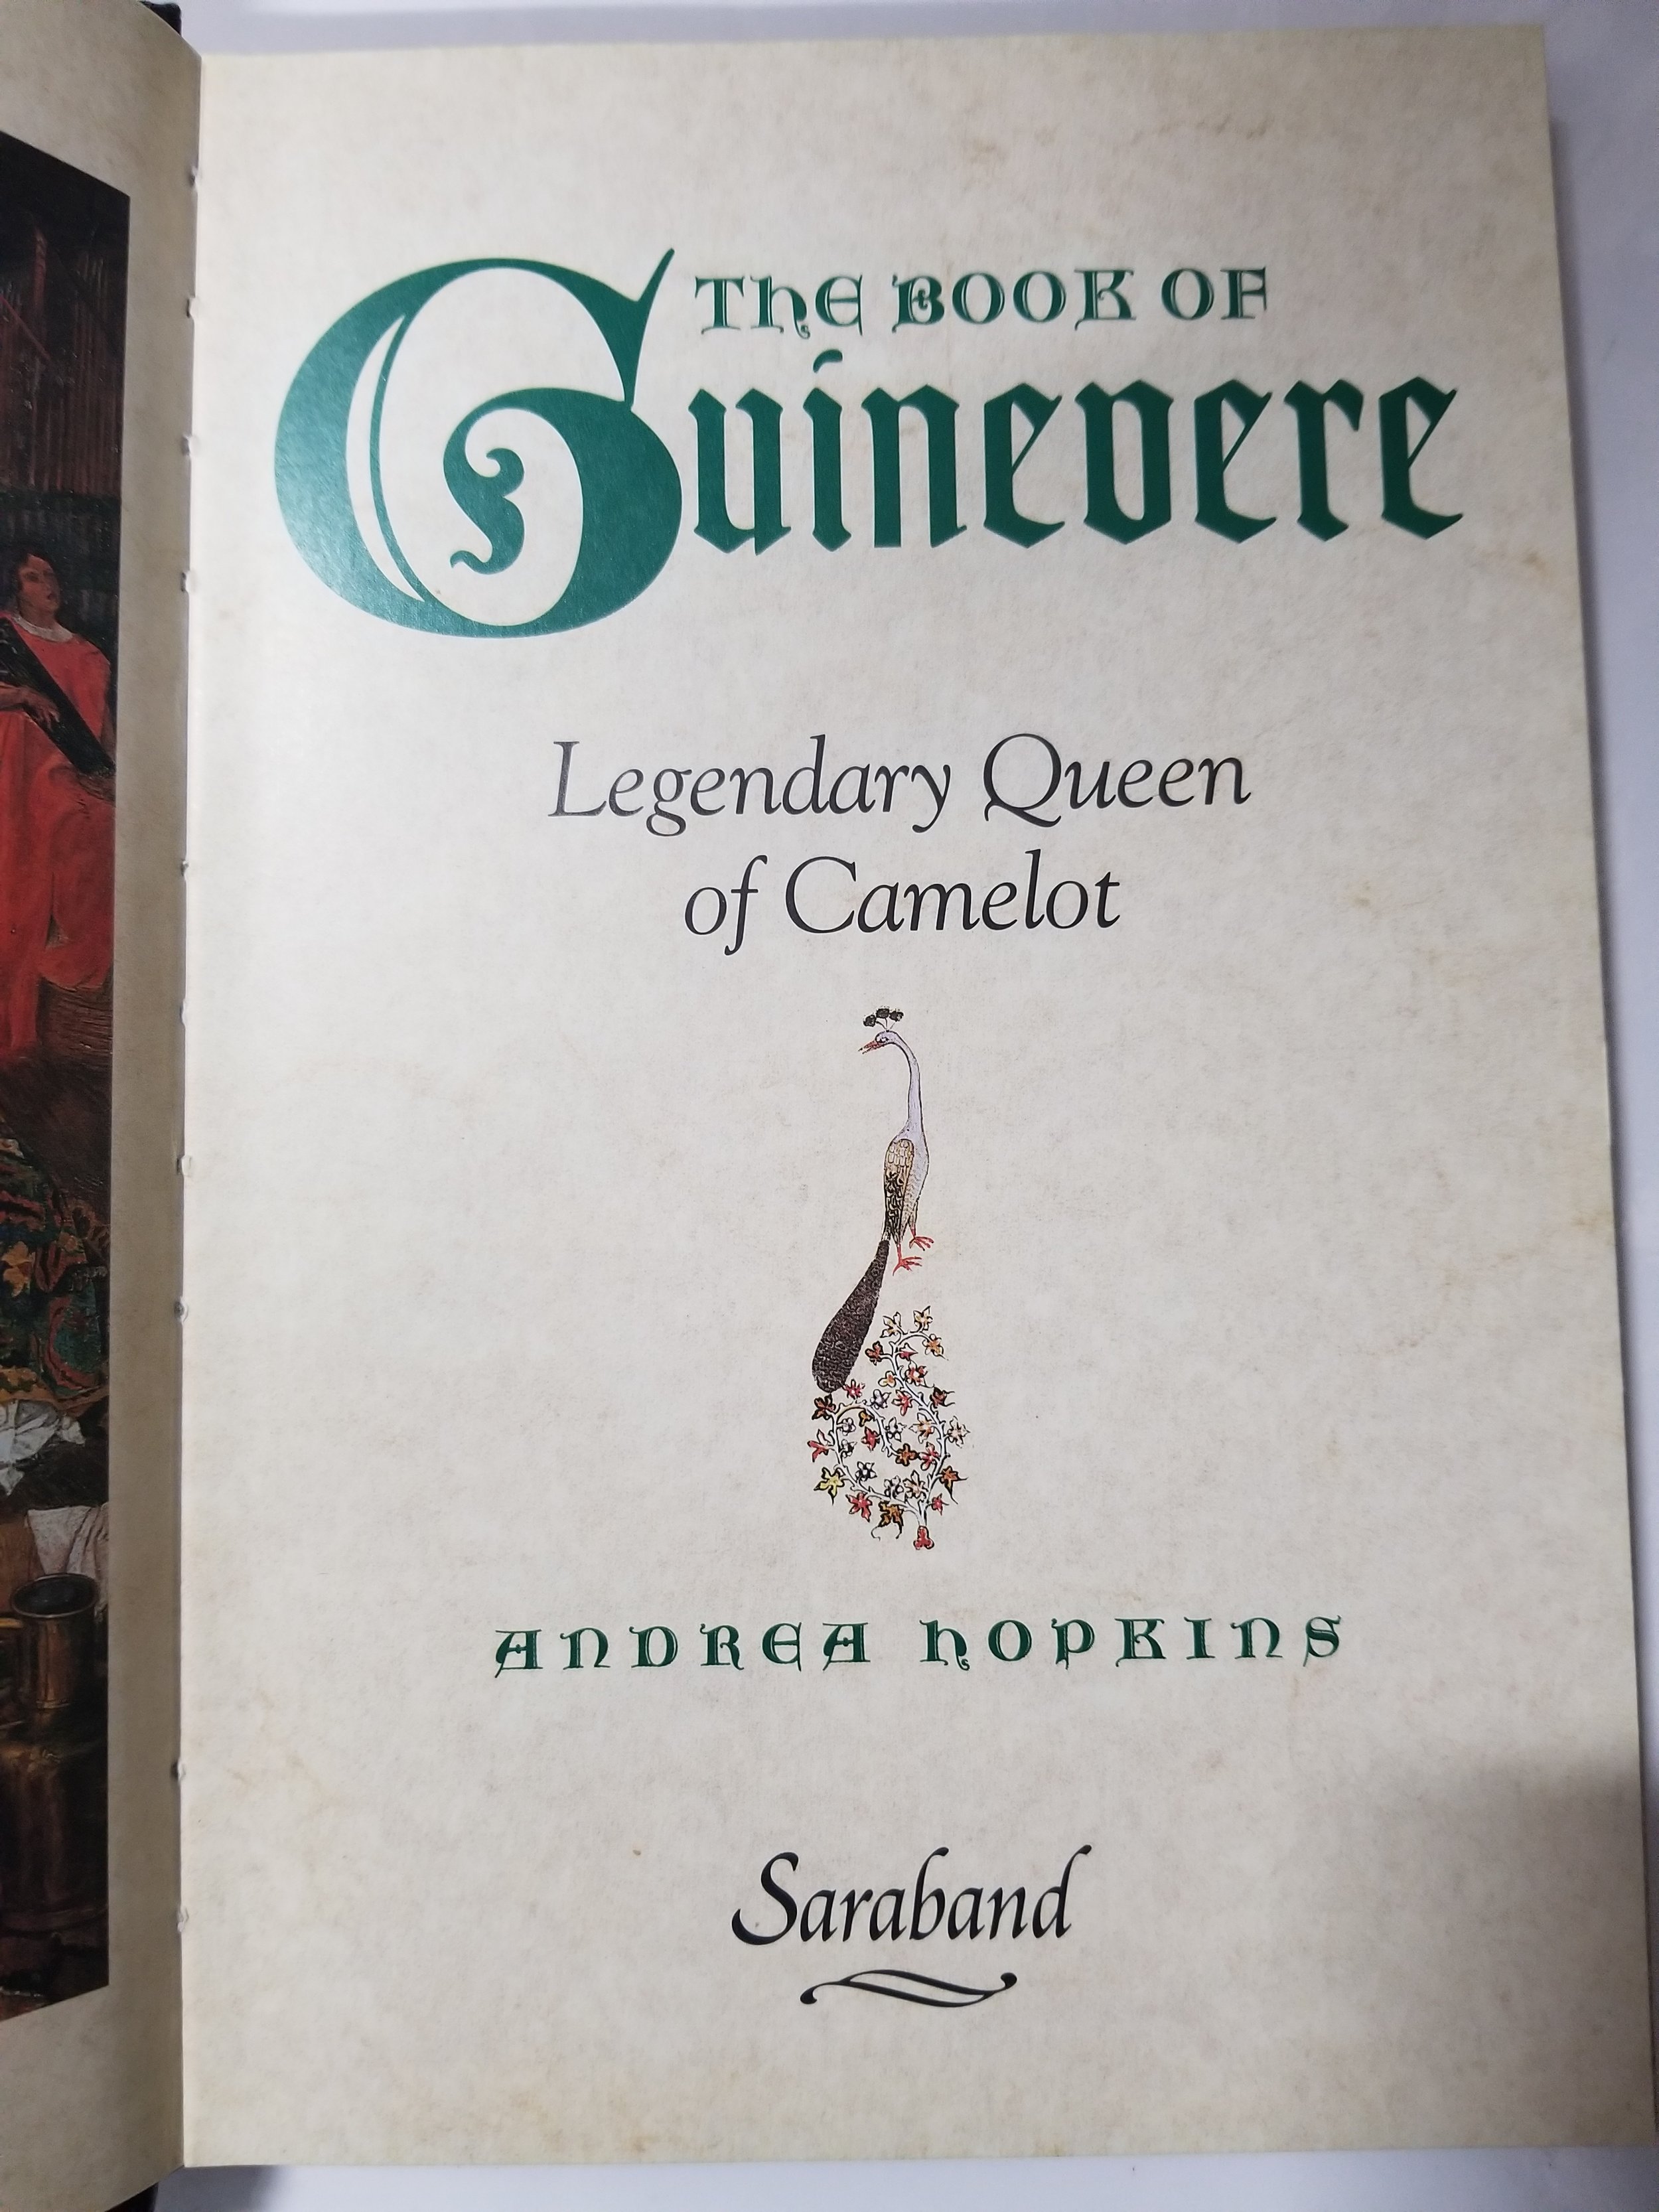 THE BOOK OF
Guinevere
Legendary Queen
of Camelot
ANDREA HOPKINS
Saraband